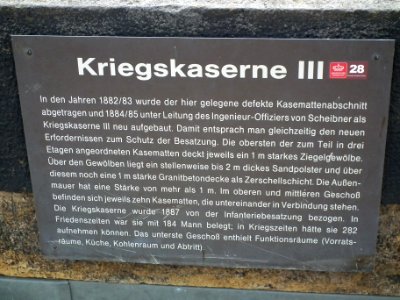 Kriegskaserne III 28
In den Jahren 1882/83 wurde der hier gelegene defekte Kasemattenabschnitt
abgetragen und 1884/85 unter Leitung des Ingenieur-Offiziers von Scheibner als
Kriegskaserne III neu aufgebaut. Damit entsprach man gleichzeitig den neuen
Erfordernissen zum Schutz der Besatzung. Die obersten der zum Teil in drei
Etagen angeordneten Kasematten deckt jeweils ein 1 m starkes Ziegelgewölbe.
Über den Gewölben liegt ein stellenweise bis 2 m dickes Sandpolster und über
diesem noch eine 1 m starke Granitbetondecke als Zerschellschicht. Die Außen-
mauer hat eine Stärke von mehr als 1 m. Im oberen und mittleren Geschoß
befinden sich jeweils zehn Kasematten, die untereinander in Verbindung stehen.
Die Kriegskaserne wurde 1887 von der Infanteriebesatzung bezogen. In
Friedenszeiten war sie mit 184 Mann belegt; in Kriegszeiten hätte sie 282
aufnehmen können. Das unterste Geschoß enthielt Funktionsräume (Vorrats-
räume, Küche, Kohlenraum und Abtritt).